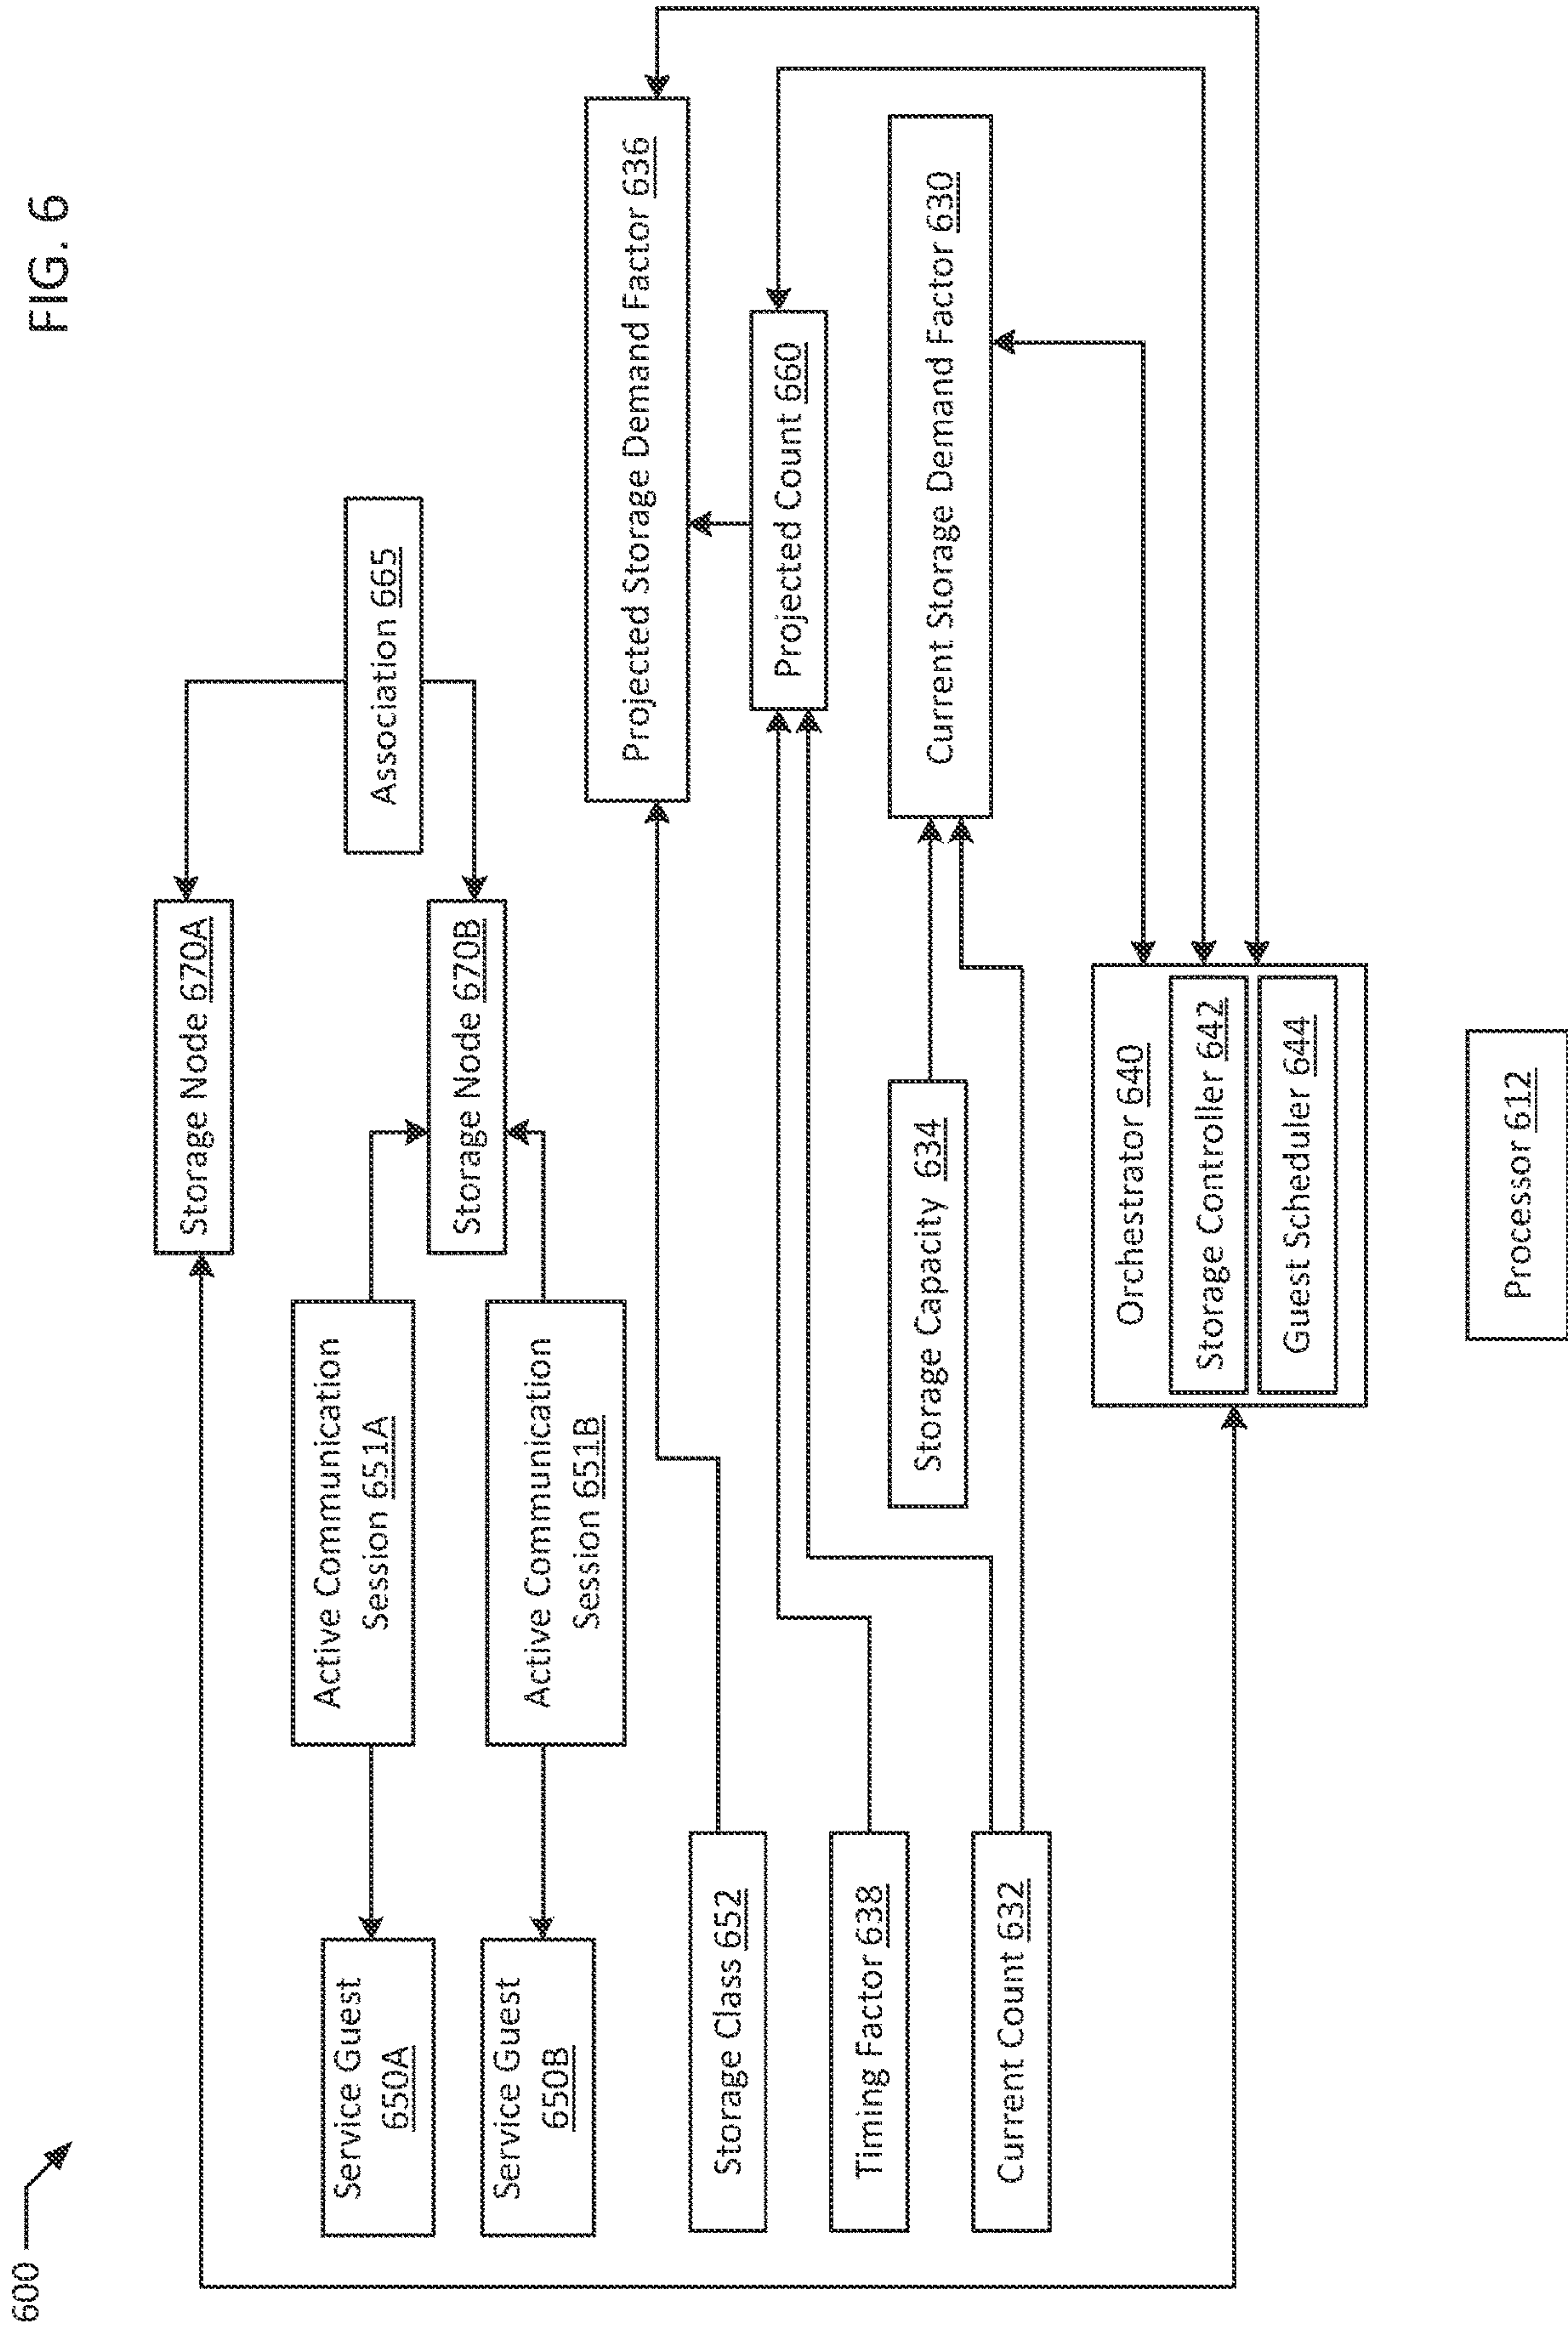 FIG. 6
600
Storage Node 670A
Association 665
Active Communication
Session 651A
Service Guest
650A
Storage Node 670B
Active Communication
Session 651B
Service Guest
650B
Projected Storage Demand Factor 636
Storage Class 652
Projected Count 660
Timing Factor 638
Current Storage Demand Factor 630
Storage Capacity 634
Current Count 632
Orchestrator 640
Storage Controller 642
Guest Scheduler 644
Processor 612